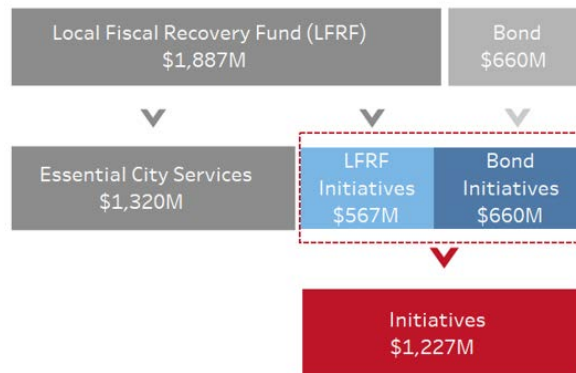 Local Fiscal Recovery Fund (LFRF)
$1,887M
Bond
$660M
Essential City Services
$1,320M
LFRF
Initiatives
$567M
Bond
Initiatives
$660M
Initiatives
$1,227M